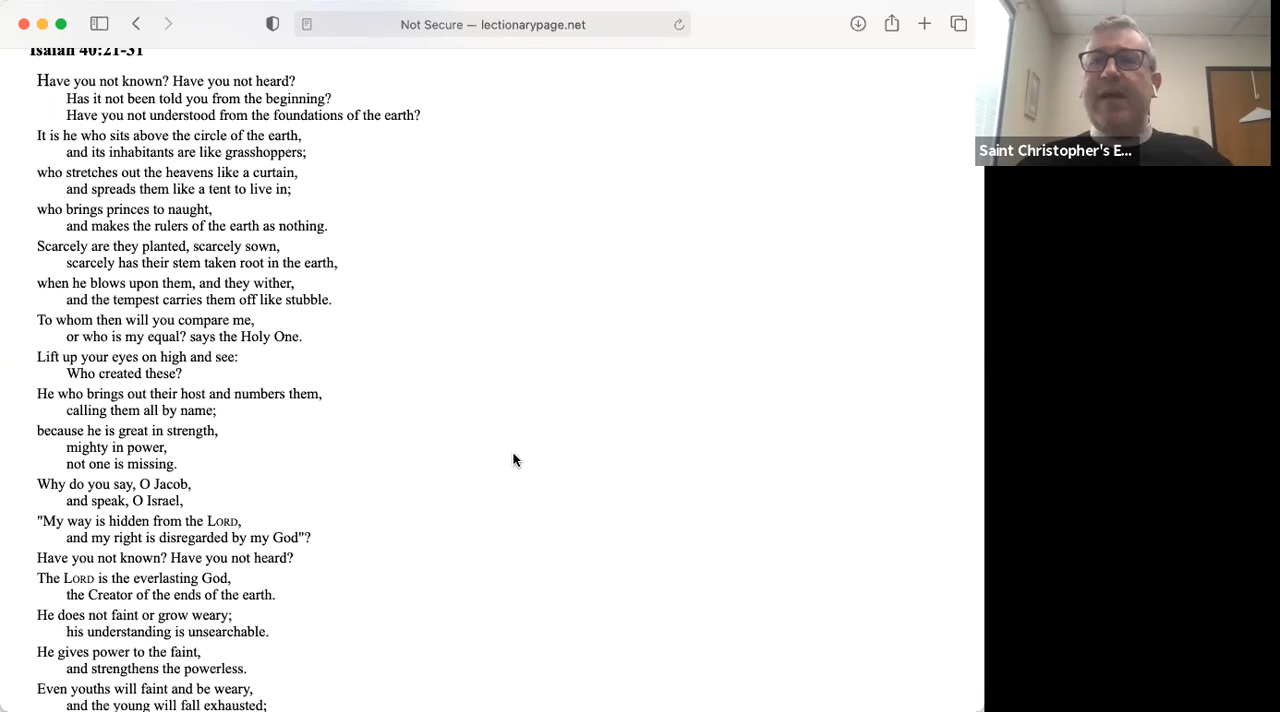 Not Secure — lectionarypage.net
Isaiah 40:21-31
Have you not known? Have you not heard?
Has it not been told you from the beginning?
Have you not understood from the foundations of the earth?
It is he who sits above the circle of the earth,
and its inhabitants are like grasshoppers;
who stretches out the heavens like a curtain,
and spreads them like a tent to live in;
who brings princes to naught,
and makes the rulers of the earth as nothing.
Scarcely are they planted, scarcely sown,
scarcely has their stem taken root in the earth,
when he blows upon them, and they wither,
and the tempest carries them off like stubble.
To whom then will you compare me,
or who is my equal? says the Holy One.
Lift up your eyes on high and see:
Who created these?
He who brings out their host and numbers them,
calling them all by name;
because he is great in strength,
mighty in power,
not one is missing.
Why do you say, O Jacob,
and speak, O Israel,
"My way is hidden from the LORD,
and my right is disregarded by my God"?
Have you not known? Have you not heard?
The LORD is the everlasting God,
the Creator of the ends of the earth.
He does not faint or grow weary;
his understanding is unsearchable.
He gives power to the faint,
and strengthens the powerless.
Even youths will faint and be weary,
and the young will fall exhausted;
Saint Christopher's E...